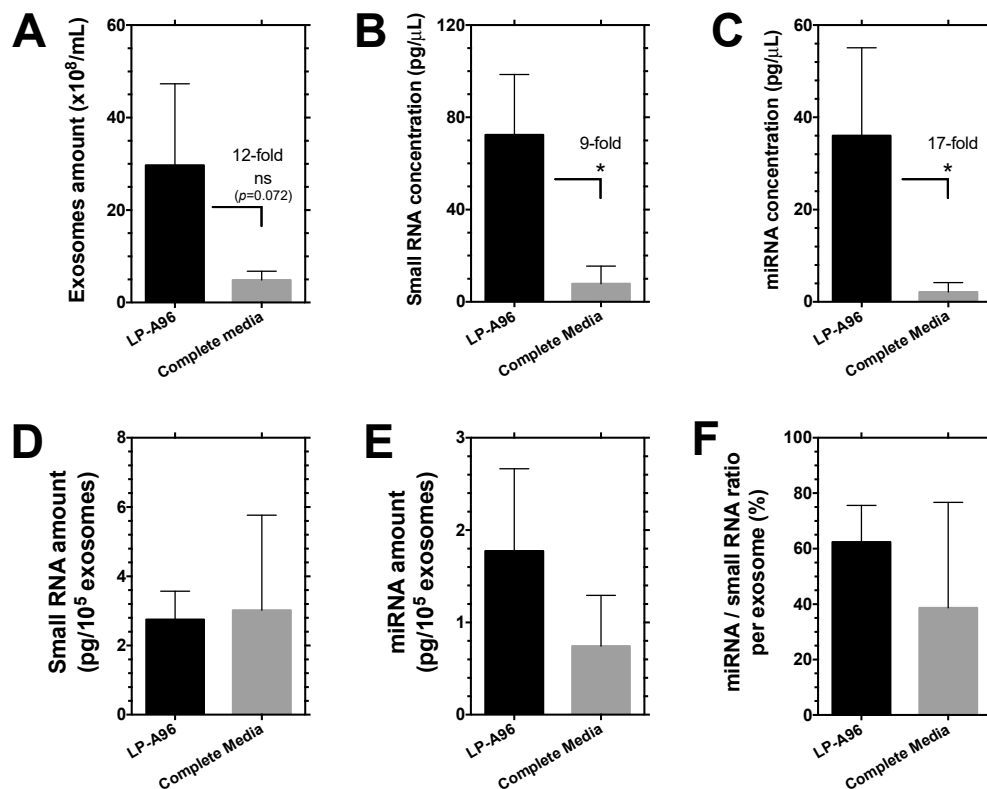 A
Exosomes amount (x10⁸/mL)
60
40
20
0
12-fold
ns
(p=0.072)
LP-A96
Complete media
B
Small RNA concentration (pg/μL)
120
80
40
0
9-fold
*
LP-A96
Complete Media
C
miRNA concentration (pg/μL)
60
48
36
24
12
0
17-fold
*
LP-A96
Complete Media
D
Small RNA amount
(pg/10⁵ exosomes)
8
6
4
2
0
LP-A96
Complete Media
E
miRNA amount
(pg/10⁵ exosomes)
3
2
1
0
LP-A96
Complete Media
F
miRNA / small RNA ratio
per exosome (%)
100
80
60
40
20
0
LP-A96
Complete Media